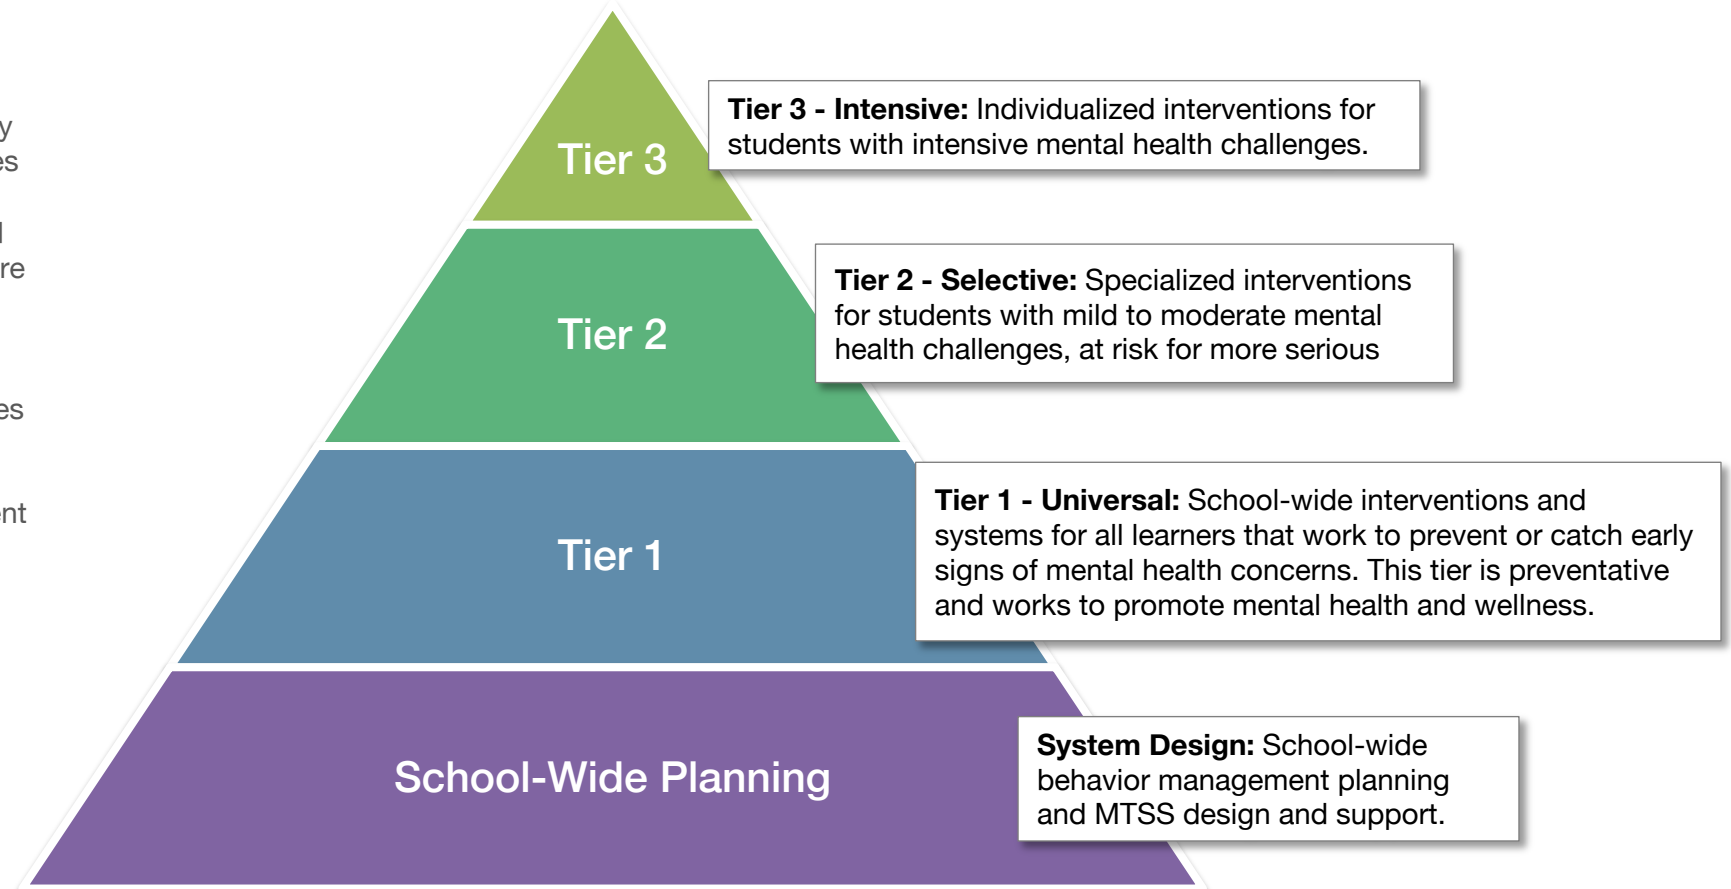 Tier 3
Tier 3 - Intensive: Individualized interventions for
students with intensive mental health challenges.
Tier 2
Tier 2 - Selective: Specialized interventions
for students with mild to moderate mental
health challenges, at risk for more serious
Tier 1
Tier 1 - Universal: School-wide interventions and
systems for all learners that work to prevent or catch early
signs of mental health concerns. This tier is preventative
and works to promote mental health and wellness.
School-Wide Planning
System Design: School-wide
behavior management planning
and MTSS design and support.